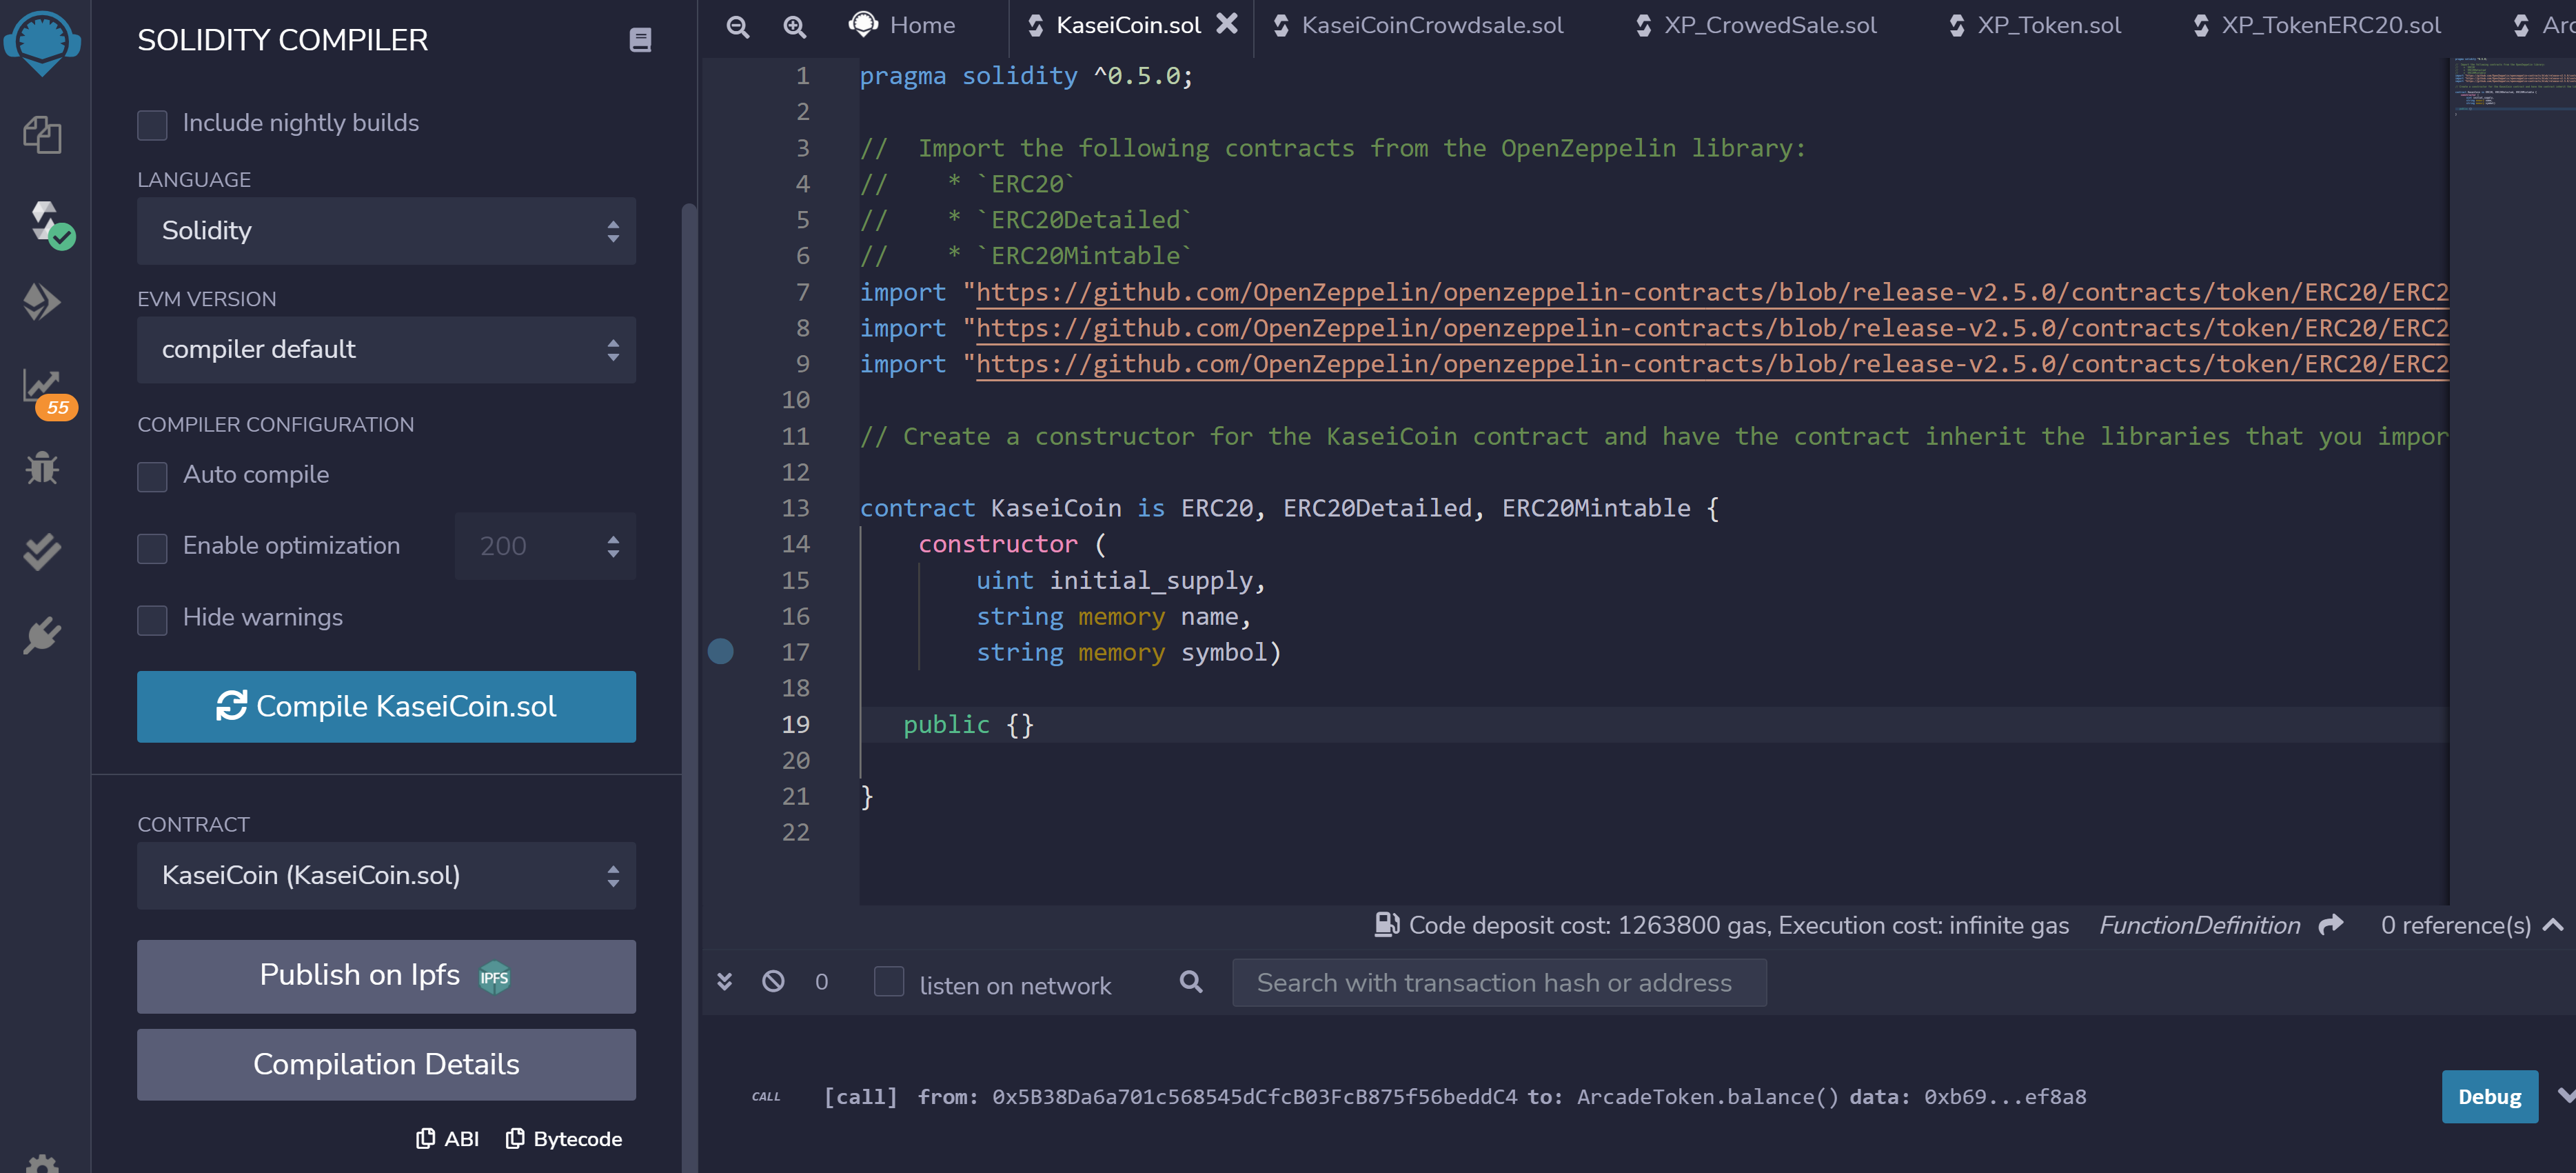 SOLIDITY COMPILER
Include nightly builds
LANGUAGE
Solidity
EVM VERSION
compiler default
55
COMPILER CONFIGURATION
Auto compile
Enable optimization
200
Hide warnings
Compile KaseiCoin.sol
CONTRACT
KaseiCoin (KaseiCoin.sol)
Publish on Ipfs IPFS
Compilation Details
ABI Bytecode
Home KaseiCoin.sol KaseiCoinCrowdsale.sol XP_CrowedSale.sol XP_Token.sol XP_TokenERC20.sol Arc
1 pragma solidity ^0.5.0;
2
3 //  Import the following contracts from the OpenZeppelin library:
4 //    * `ERC20`
5 //    * `ERC20Detailed`
6 //    * `ERC20Mintable`
7 import "https://github.com/OpenZeppelin/openzeppelin-contracts/blob/release-v2.5.0/contracts/token/ERC20/ERC2
8 import "https://github.com/OpenZeppelin/openzeppelin-contracts/blob/release-v2.5.0/contracts/token/ERC20/ERC2
9 import "https://github.com/OpenZeppelin/openzeppelin-contracts/blob/release-v2.5.0/contracts/token/ERC20/ERC2
10
11 // Create a constructor for the KaseiCoin contract and have the contract inherit the libraries that you impor
12
13 contract KaseiCoin is ERC20, ERC20Detailed, ERC20Mintable {
14     constructor (
15         uint initial_supply,
16         string memory name,
17         string memory symbol)
18
19    public {}
20
21 }
22
Code deposit cost: 1263800 gas, Execution cost: infinite gas FunctionDefinition 0 reference(s)
0 listen on network Search with transaction hash or address
CALL [call] from: 0x5B38Da6a701c568545dCfcB03FcB875f56beddC4 to: ArcadeToken.balance() data: 0xb69...ef8a8 Debug